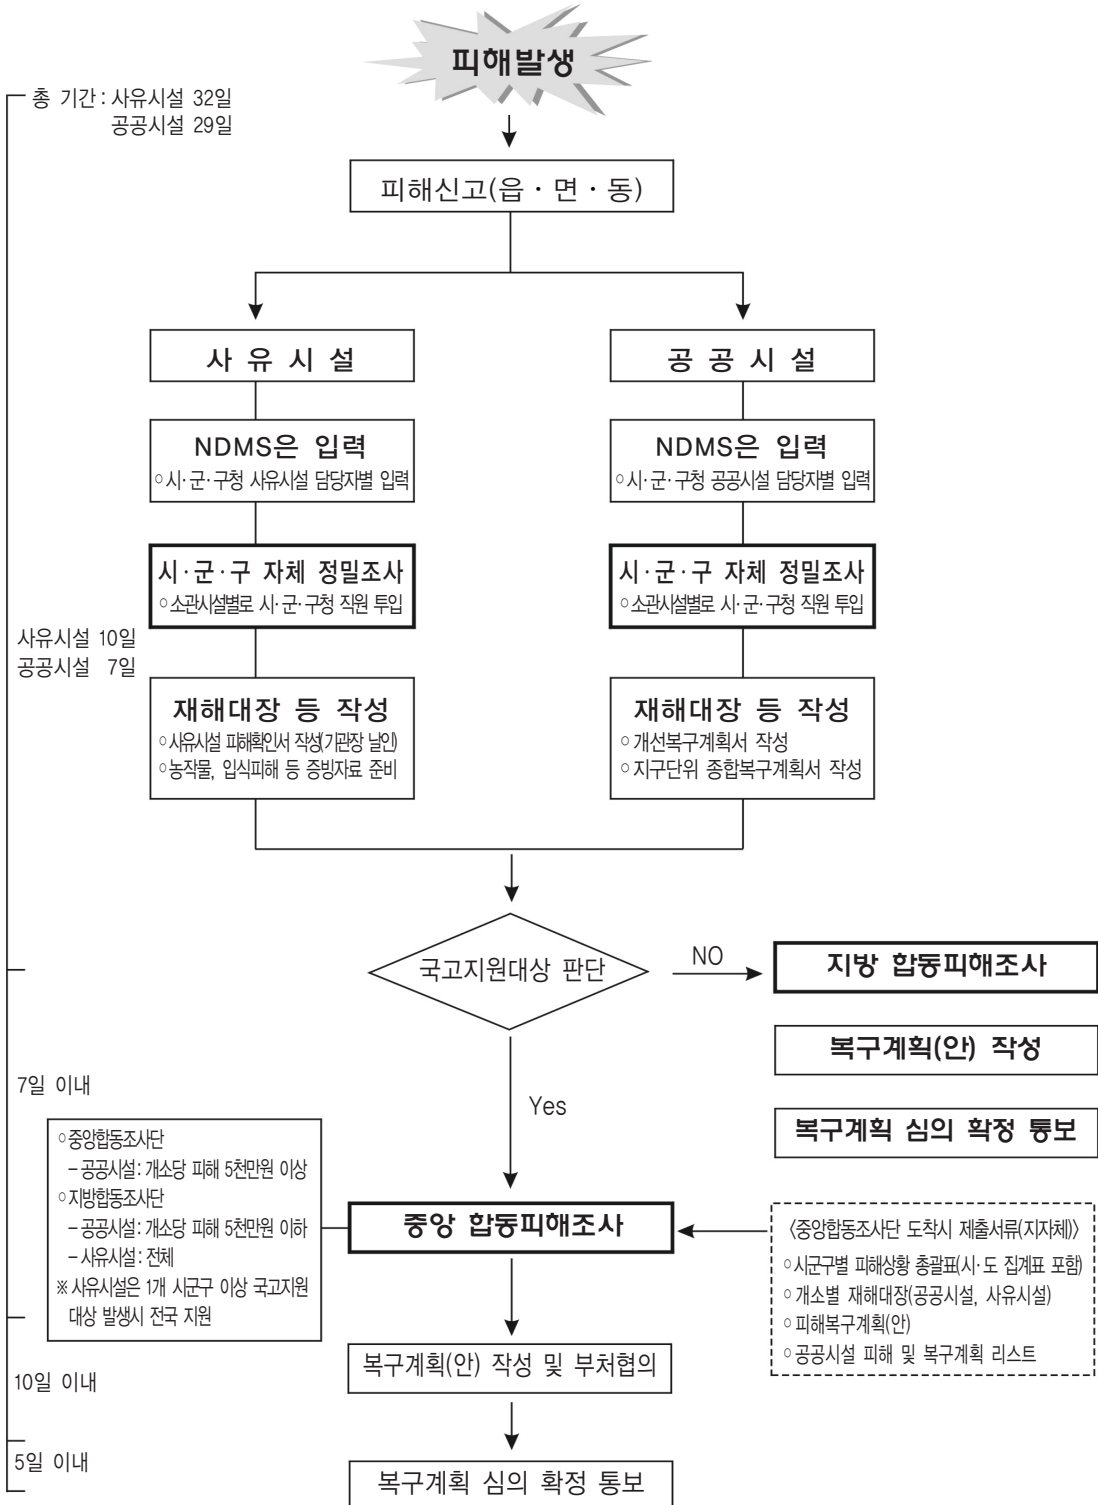 피해발생
총 기간 : 사유시설 32일
공공시설 29일
피해신고(읍 · 면 · 동)
사 유 시 설
공 공 시 설
NDMS은 입력
○시·군·구청 사유시설 담당자별 입력
NDMS은 입력
○시·군·구청 공공시설 담당자별 입력
시·군·구 자체 정밀조사
○소관시설별로 시·군·구청 직원 투입
시·군·구 자체 정밀조사
○소관시설별로 시·군·구청 직원 투입
사유시설 10일
공공시설 7일
재해대장 등 작성
○사유시설 피해확인서 작성(기관장 날인)
○농작물, 입식피해 등 증빙자료 준비
재해대장 등 작성
○개선복구계획서 작성
○지구단위 종합복구계획서 작성
국고지원대상 판단
NO
지방 합동피해조사
복구계획(안) 작성
복구계획 심의 확정 통보
7일 이내
Yes
○중앙합동조사단
– 공공시설 : 개소당 피해 5천만원 이상
○지방합동조사단
– 공공시설 : 개소당 피해 5천만원 이하
– 사유시설 : 전체
※ 사유시설은 1개 시군구 이상 국고지원
대상 발생시 전국 지원
중앙 합동피해조사
〈중앙합동조사단 도착시 제출서류(지자체)〉
○시군구별 피해상황 총괄표(시·도 집계표 포함)
○개소별 재해대장(공공시설, 사유시설)
○피해복구계획(안)
○공공시설 피해 및 복구계획 리스트
복구계획(안) 작성 및 부처협의
10일 이내
5일 이내
복구계획 심의 확정 통보